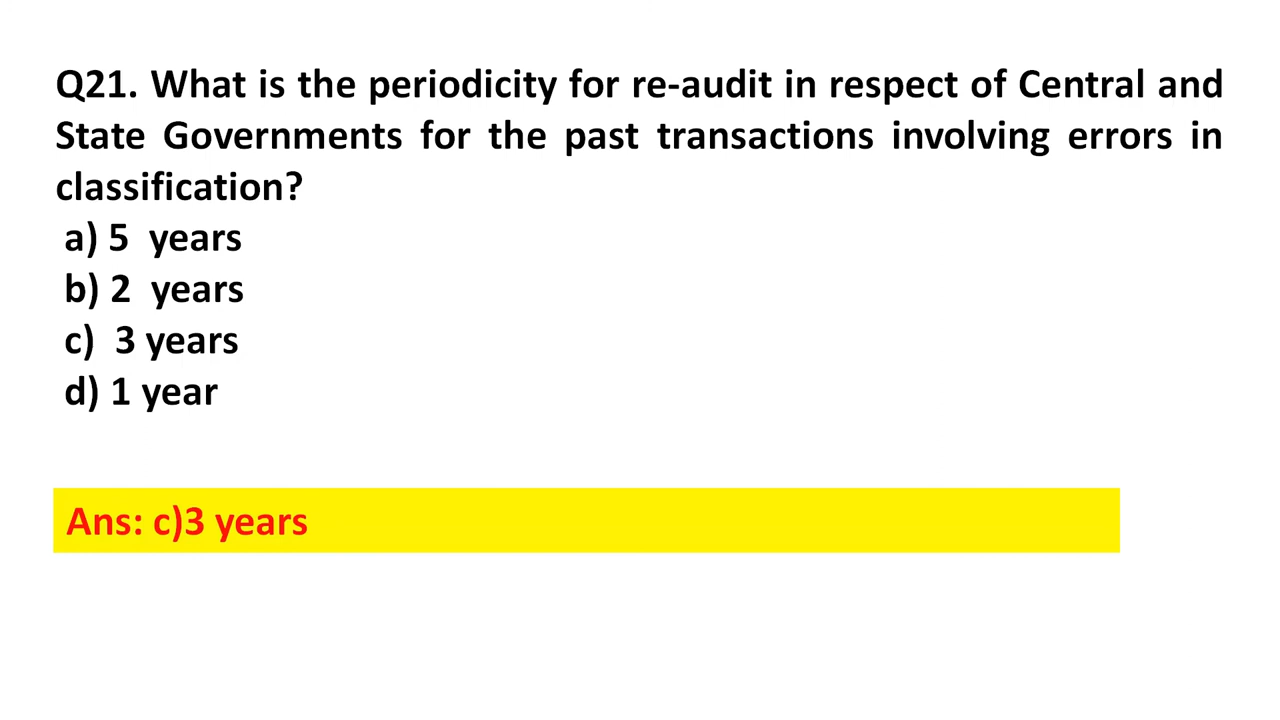 Q21. What is the periodicity for re-audit in respect of Central and
State Governments for the past transactions involving errors in
classification?
a) 5 years
b) 2 years
c) 3 years
d) 1 year
Ans: c)3 years